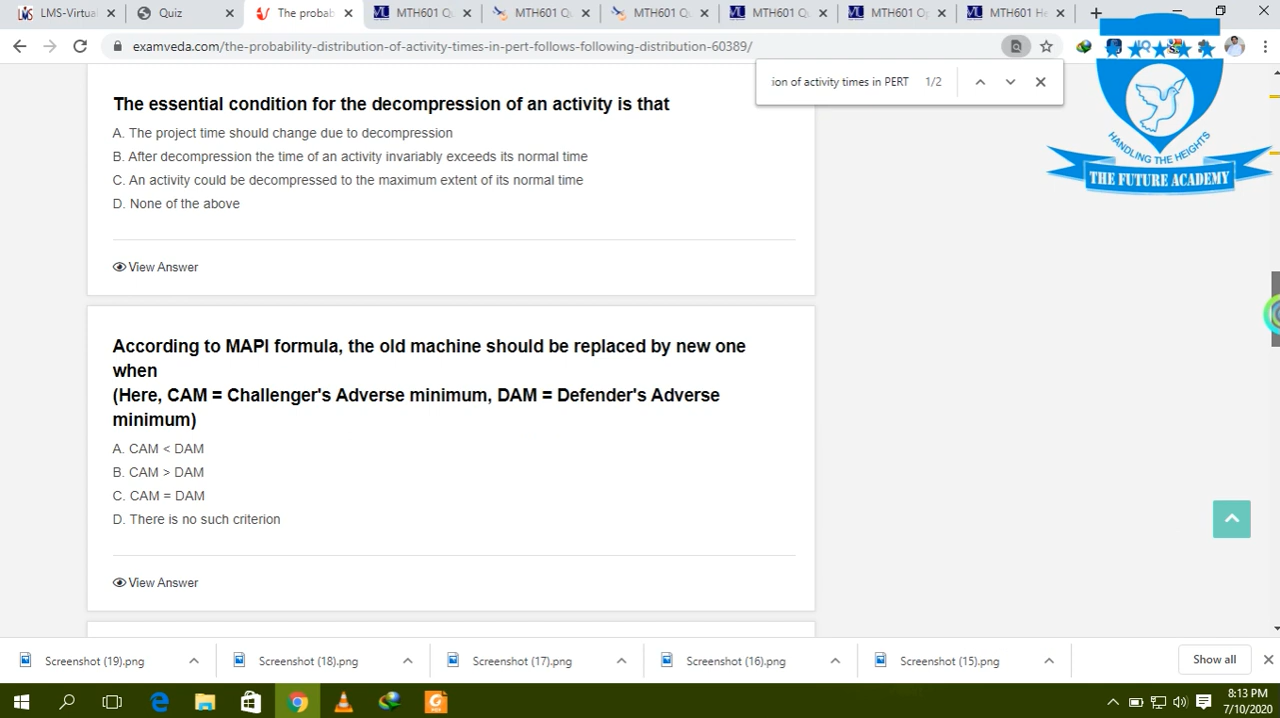 LMS-Virtual
Quiz
The probab
MTH601 Q
MTH601 Q
MTH601 Q
MTH601 Q
MTH601 O
MTH601 H
examveda.com/the-probability-distribution-of-activity-times-in-pert-follows-following-distribution-60389/
ion of activity times in PERT 1/2
HANDLING THE HEIGHTS
THE FUTURE ACADEMY
The essential condition for the decompression of an activity is that
A. The project time should change due to decompression
B. After decompression the time of an activity invariably exceeds its normal time
C. An activity could be decompressed to the maximum extent of its normal time
D. None of the above
View Answer
According to MAPI formula, the old machine should be replaced by new one
when
(Here, CAM = Challenger's Adverse minimum, DAM = Defender's Adverse
minimum)
A. CAM < DAM
B. CAM > DAM
C. CAM = DAM
D. There is no such criterion
View Answer
Screenshot (19).png
Screenshot (18).png
Screenshot (17).png
Screenshot (16).png
Screenshot (15).png
Show all
8:13 PM
7/10/2020